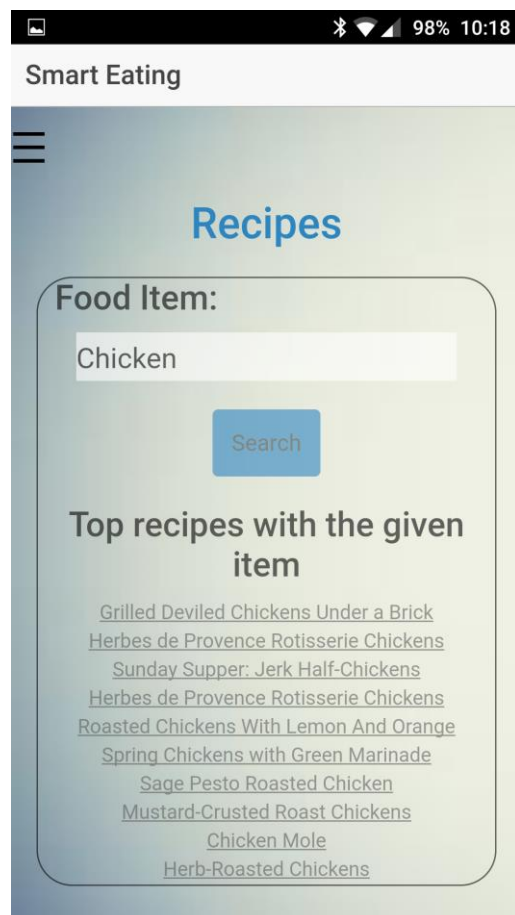 98% 10:18
Smart Eating
Recipes
Food Item:
Chicken
Search
Top recipes with the given
item
Grilled Deviled Chickens Under a Brick
Herbes de Provence Rotisserie Chickens
Sunday Supper: Jerk Half-Chickens
Herbes de Provence Rotisserie Chickens
Roasted Chickens With Lemon And Orange
Spring Chickens with Green Marinade
Sage Pesto Roasted Chicken
Mustard-Crusted Roast Chickens
Chicken Mole
Herb-Roasted Chickens